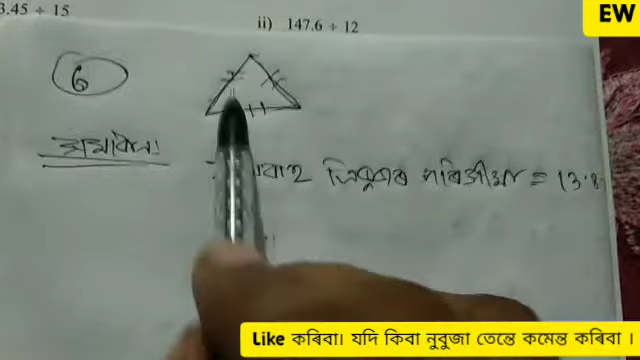 3.45 ÷ 15
ii) 147.6 ÷ 12
EW
6
সমাধান:
বাহু ত্ৰিভুজৰ পৰিসীমা = 13.8
Like কৰিবা। যদি কিবা নুবুজা তেন্তে কমেন্ট কৰিবা ।